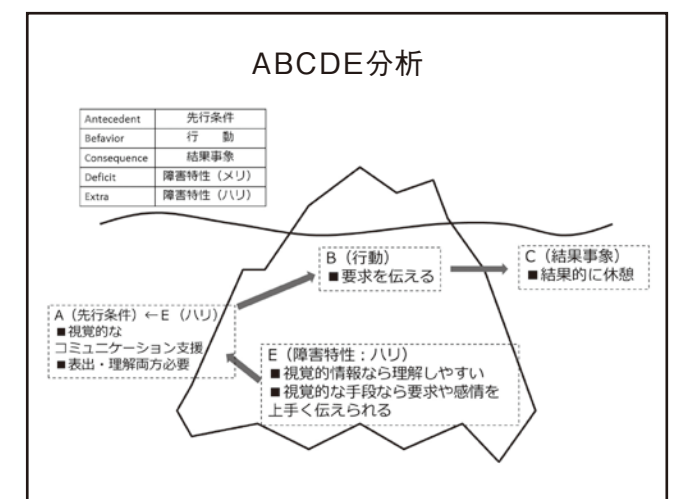 ABCDE分析
Antecedent 先行条件
Befavior 行　動
Consequence 結果事象
Deficit 障害特性（メリ）
Extra 障害特性（ハリ）
B（行動）
■要求を伝える
C（結果事象）
■結果的に休憩
A（先行条件）←E（ハリ）
■視覚的な
コミュニケーション支援
■表出・理解両方必要
E（障害特性：ハリ）
■視覚的情報なら理解しやすい
■視覚的な手段なら要求や感情を
上手く伝えられる